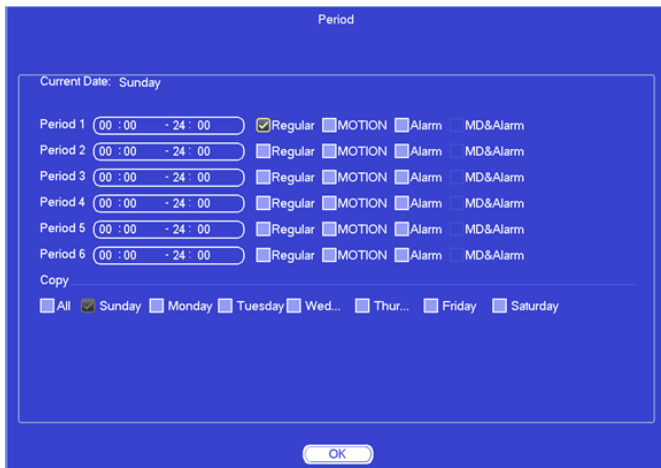 Period
Current Date: Sunday
Period 1 00 :00 - 24 : 00 Regular MOTION Alarm MD&Alarm
Period 2 00 :00 - 24 : 00 Regular MOTION Alarm MD&Alarm
Period 3 00 :00 - 24 : 00 Regular MOTION Alarm MD&Alarm
Period 4 00 :00 - 24 : 00 Regular MOTION Alarm MD&Alarm
Period 5 00 :00 - 24 : 00 Regular MOTION Alarm MD&Alarm
Period 6 00 :00 - 24 : 00 Regular MOTION Alarm MD&Alarm
Copy
All Sunday Monday Tuesday Wed... Thur... Friday Saturday
OK